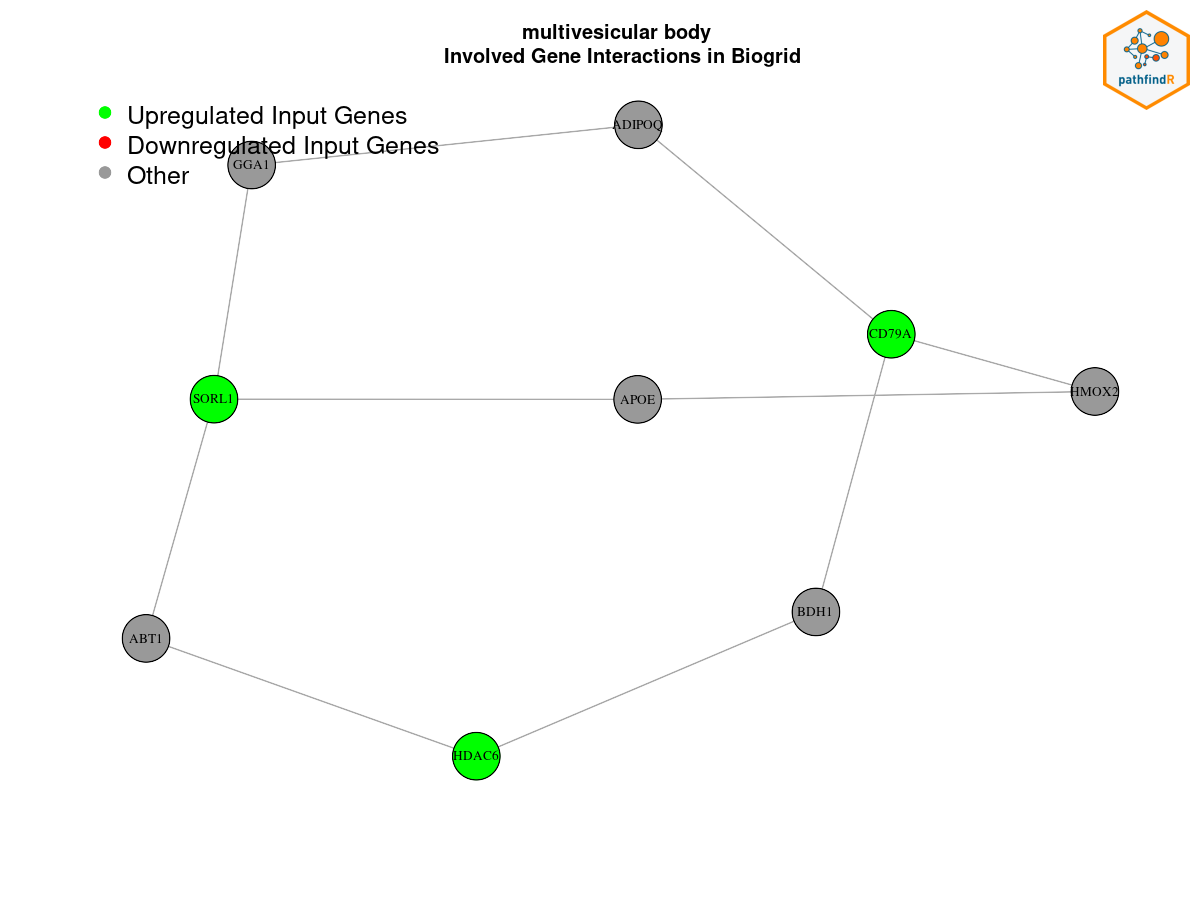 multivesicular body
Involved Gene Interactions in Biogrid
pathfindR
Upregulated Input Genes
Downregulated Input Genes
Other
ADIPOQ
GGA1
CD79A
HMOX2
SORL1
APOE
BDH1
ABT1
HDAC6